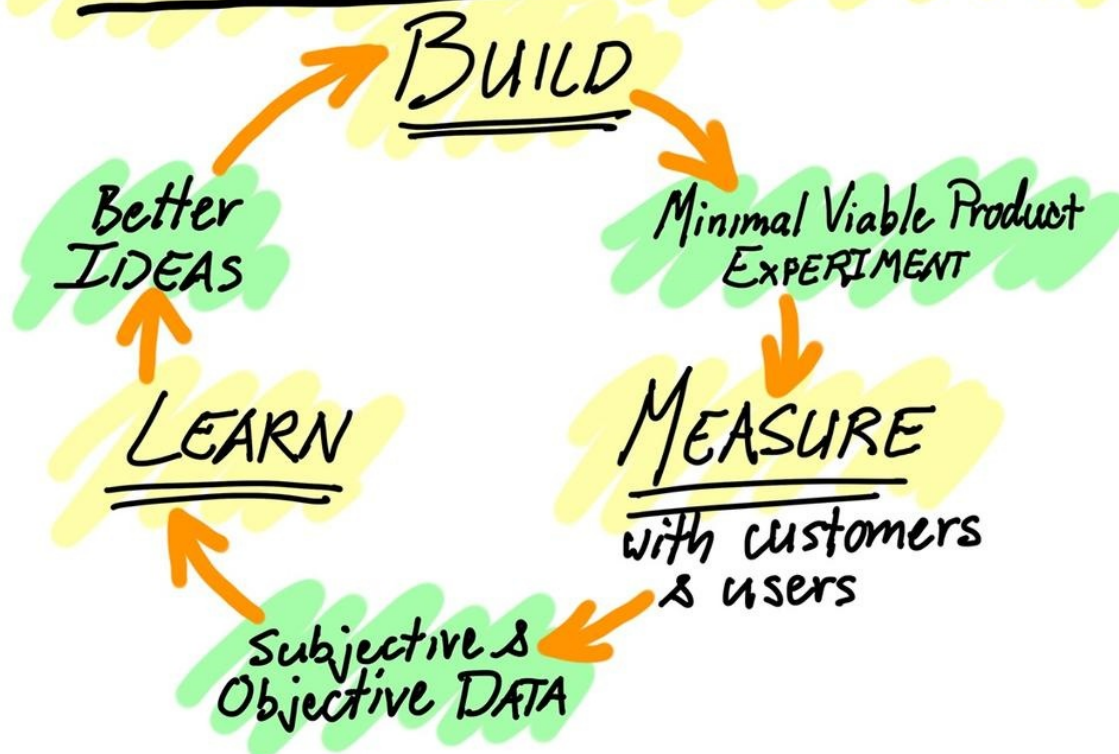 BUILD
Better
IDEAS
Minimal Viable Product
EXPERIMENT
LEARN
MEASURE
with customers
& users
Subjective &
Objective DATA